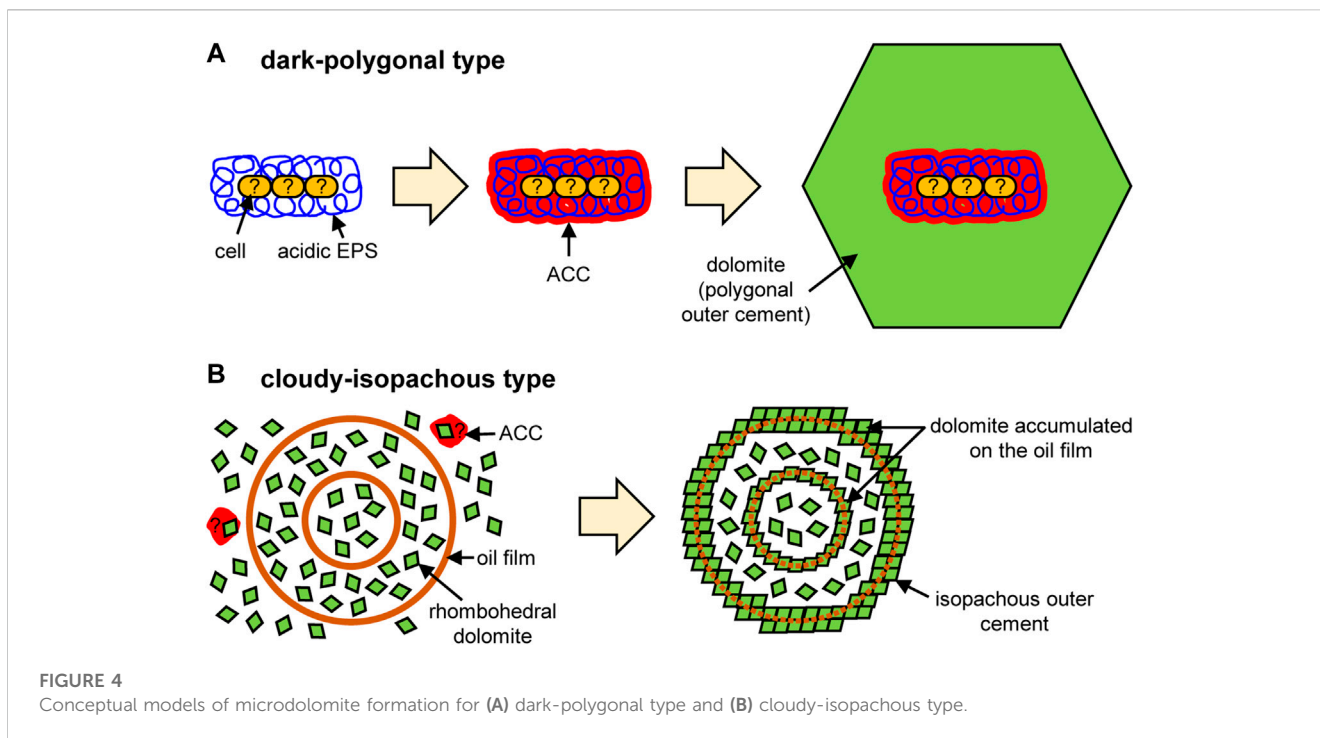 A dark-polygonal type
? ? ?
cell
acidic EPS
? ? ?
ACC
? ? ?
dolomite
(polygonal
outer cement)
B cloudy-isopachous type
?
ACC
?
oil film
rhombohedral
dolomite
dolomite accumulated
on the oil film
isopachous outer
cement
FIGURE 4
Conceptual models of microdolomite formation for (A) dark-polygonal type and (B) cloudy-isopachous type.